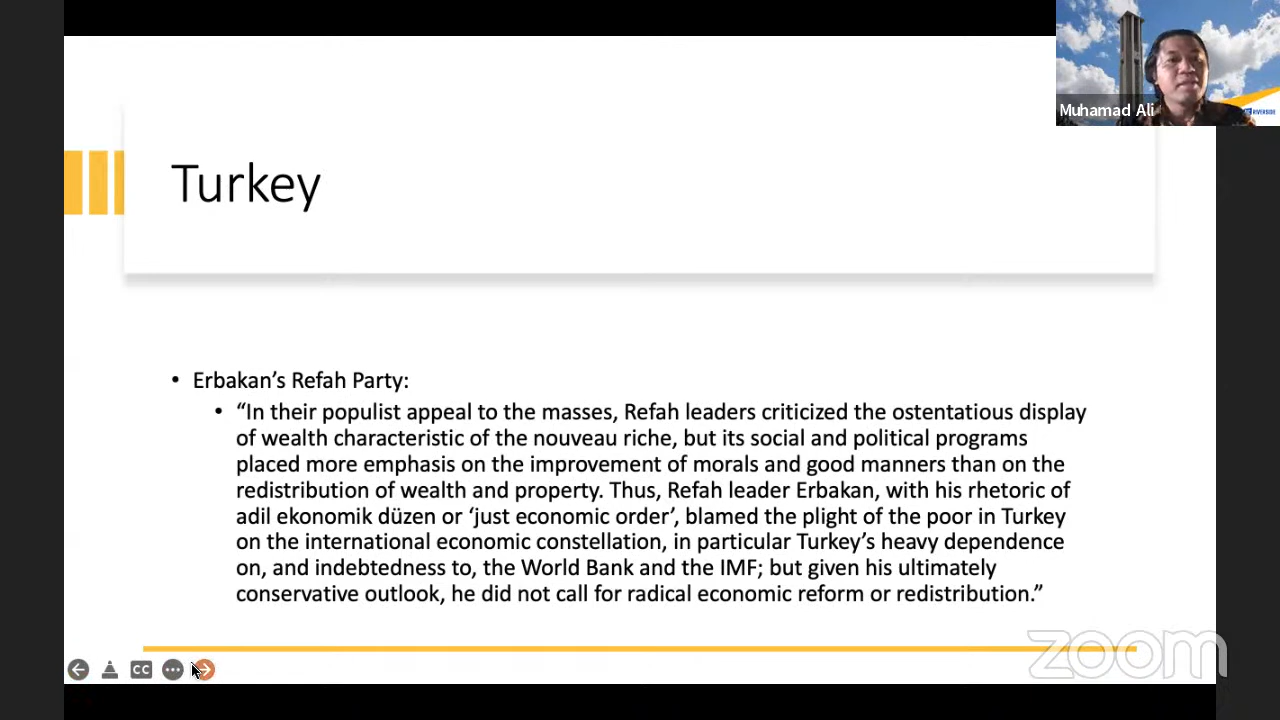 Muhamad Ali
RIVERSIDE
Turkey
• Erbakan’s Refah Party:
• “In their populist appeal to the masses, Refah leaders criticized the ostentatious display
of wealth characteristic of the nouveau riche, but its social and political programs
placed more emphasis on the improvement of morals and good manners than on the
redistribution of wealth and property. Thus, Refah leader Erbakan, with his rhetoric of
adil ekonomik düzen or ‘just economic order’, blamed the plight of the poor in Turkey
on the international economic constellation, in particular Turkey’s heavy dependence
on, and indebtedness to, the World Bank and the IMF; but given his ultimately
conservative outlook, he did not call for radical economic reform or redistribution.”
CC
zoom